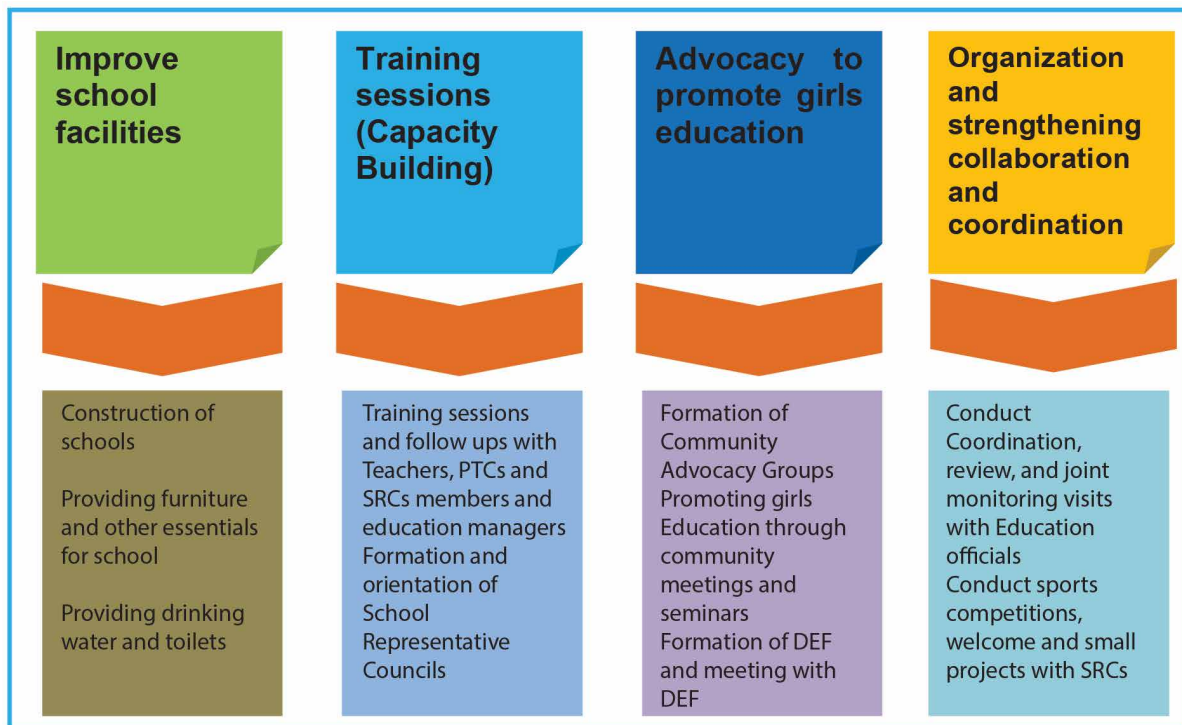 Improve
school
facilities
Training
sessions
(Capacity
Building)
Advocacy to
promote girls
education
Organization
and
strengthening
collaboration
and
coordination
Construction of
schools
Providing furniture
and other essentials
for school
Providing drinking
water and toilets
Training sessions
and follow ups with
Teachers, PTCs and
SRCs members and
education managers
Formation and
orientation of
School
Representative
Councils
Formation of
Community
Advocacy Groups
Promoting girls
Education through
community
meetings and
seminars
Formation of DEF
and meeting with
DEF
Conduct
Coordination,
review, and joint
monitoring visits
with Education
officials
Conduct sports
competitions,
welcome and small
projects with SRCs